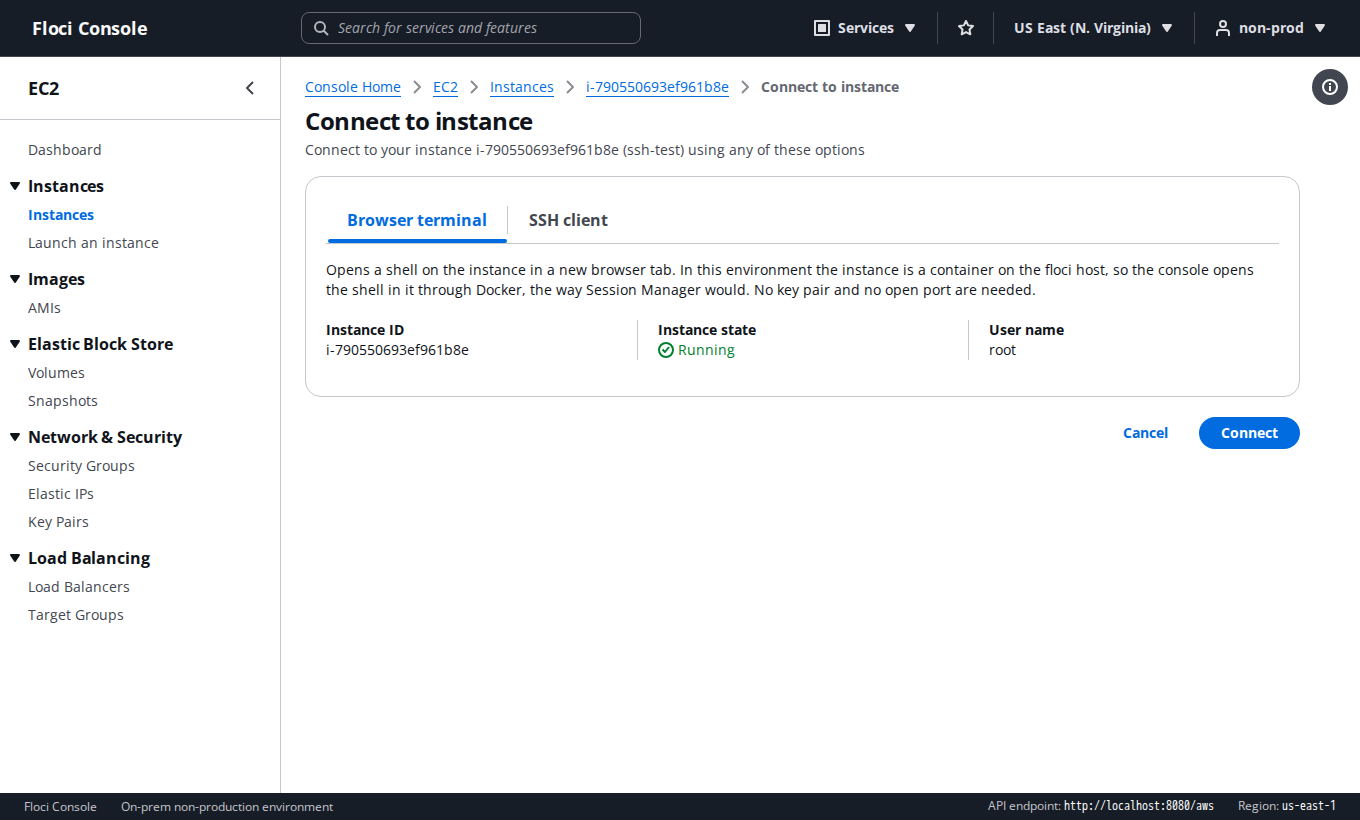 Floci Console
Search for services and features
Services
US East (N. Virginia)
non-prod
EC2
Dashboard
Instances
Instances
Launch an instance
Images
AMIs
Elastic Block Store
Volumes
Snapshots
Network & Security
Security Groups
Elastic IPs
Key Pairs
Load Balancing
Load Balancers
Target Groups
Console Home > EC2 > Instances > i-790550693ef961b8e > Connect to instance
Connect to instance
Connect to your instance i-790550693ef961b8e (ssh-test) using any of these options
Browser terminal
SSH client
Opens a shell on the instance in a new browser tab. In this environment the instance is a container on the floci host, so the console opens
the shell in it through Docker, the way Session Manager would. No key pair and no open port are needed.
Instance ID
i-790550693ef961b8e
Instance state
Running
User name
root
Cancel
Connect
Floci Console
On-prem non-production environment
API endpoint: http://localhost:8080/aws
Region: us-east-1